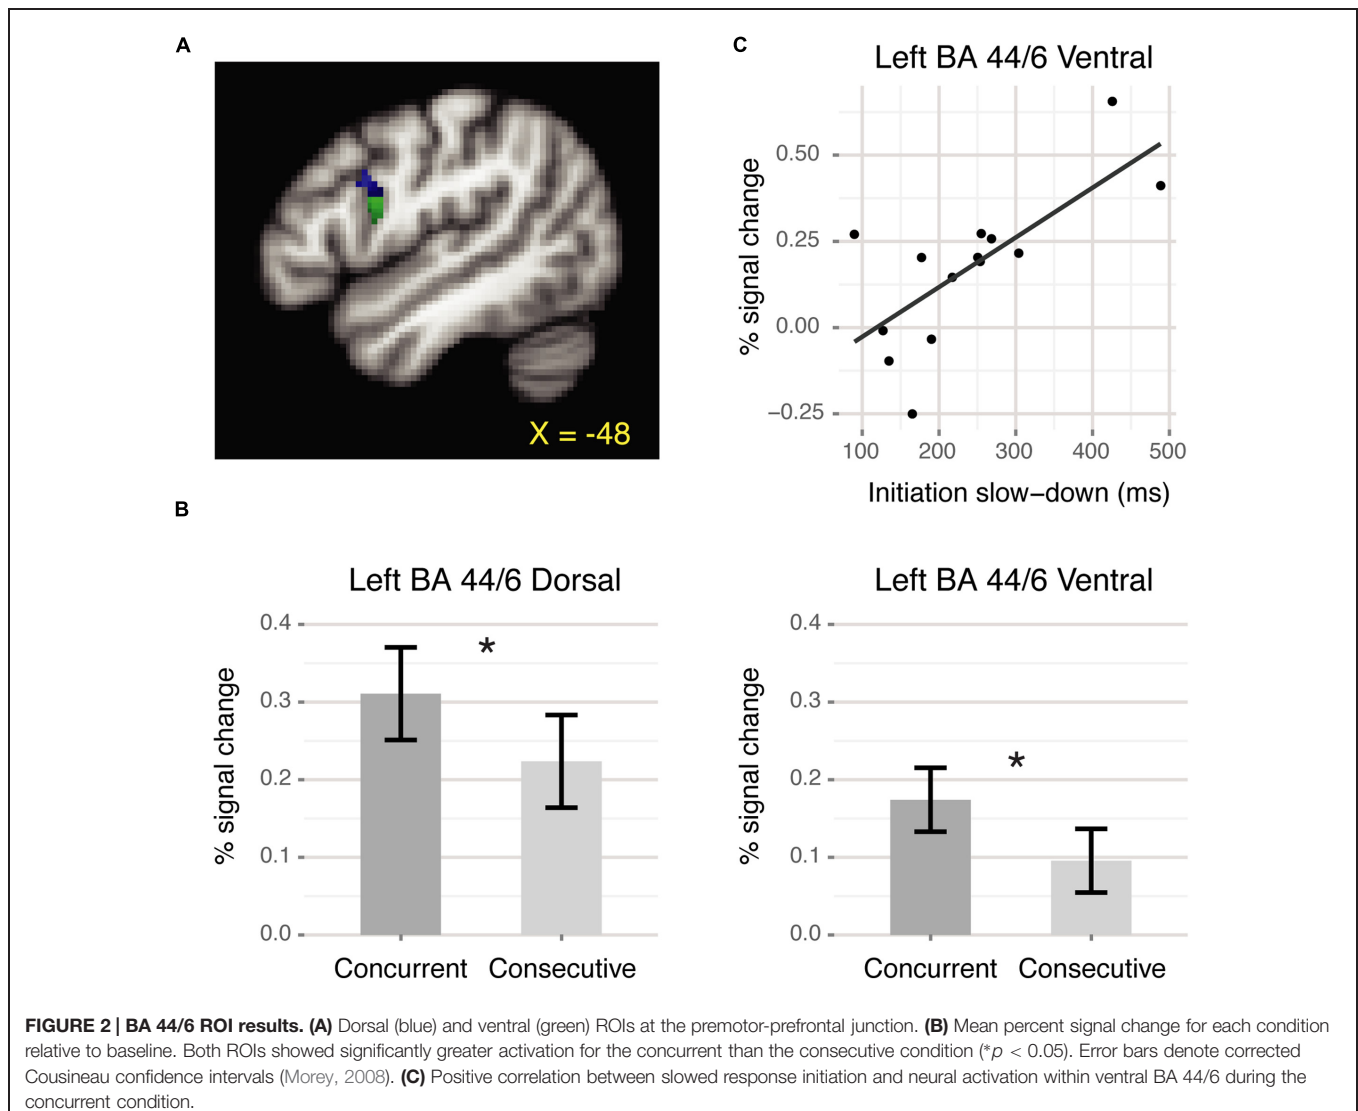 A
X = -48
C
Left BA 44/6 Ventral
% signal change
0.50
0.25
0.00
−0.25
100 200 300 400 500
Initiation slow−down (ms)
B
Left BA 44/6 Dorsal
% signal change
0.4
*
0.3
0.2
0.1
0.0
Concurrent Consecutive
Left BA 44/6 Ventral
% signal change
0.4
0.3
*
0.2
0.1
0.0
Concurrent Consecutive
FIGURE 2 | BA 44/6 ROI results. (A) Dorsal (blue) and ventral (green) ROIs at the premotor-prefrontal junction. (B) Mean percent signal change for each condition
relative to baseline. Both ROIs showed significantly greater activation for the concurrent than the consecutive condition (*p < 0.05). Error bars denote corrected
Cousineau confidence intervals (Morey, 2008). (C) Positive correlation between slowed response initiation and neural activation within ventral BA 44/6 during the
concurrent condition.